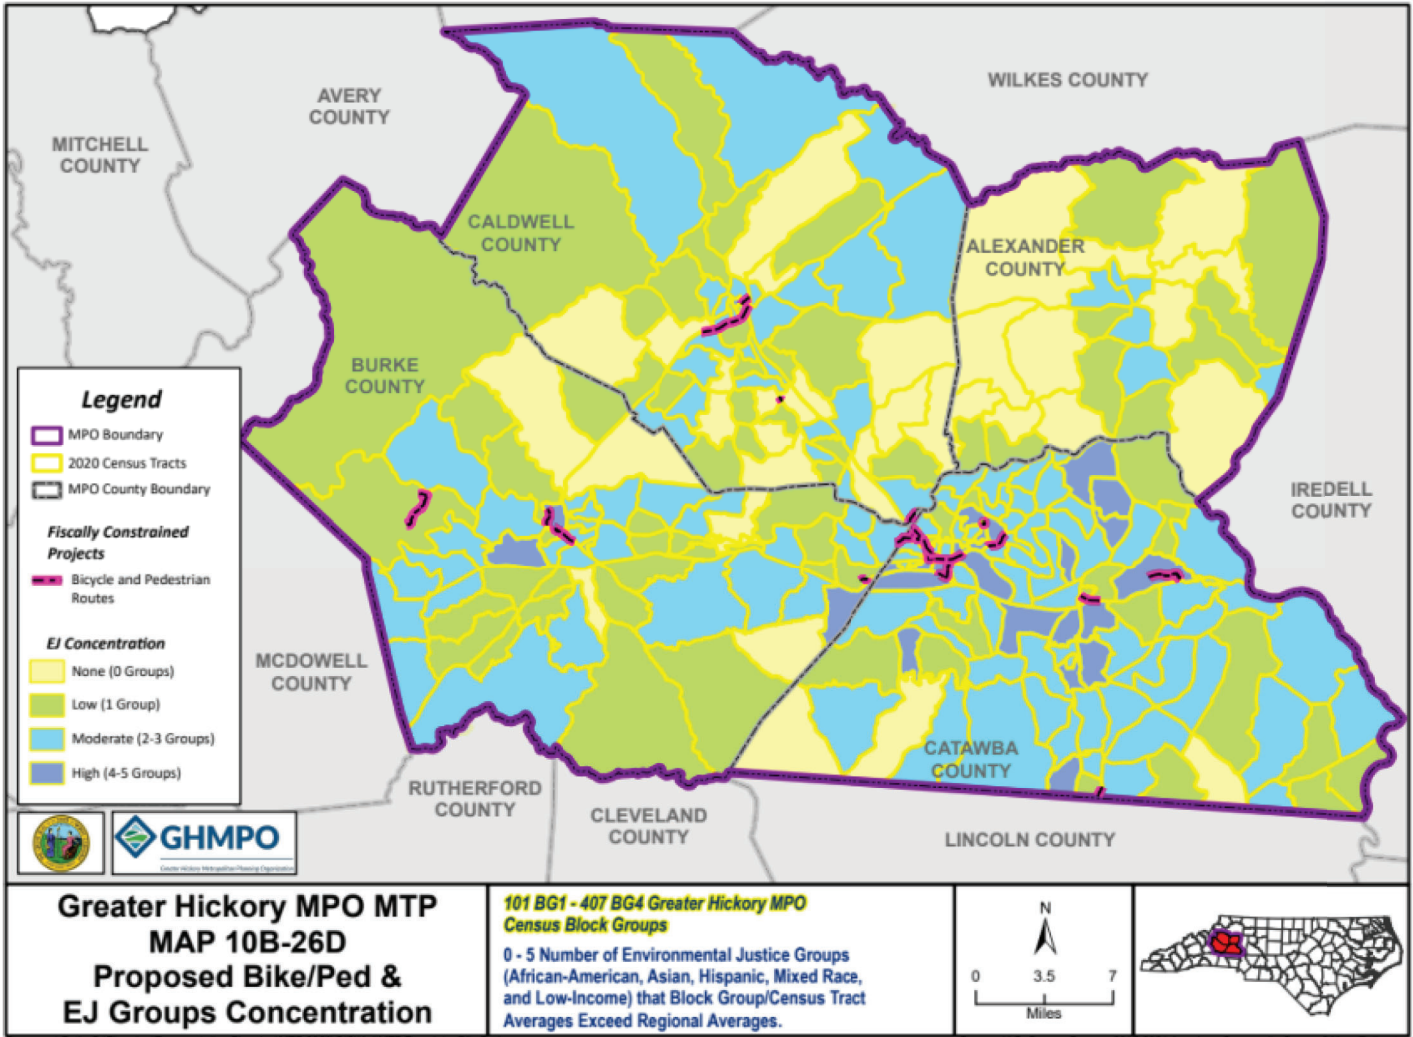 WILKES COUNTY
AVERY
COUNTY
MITCHELL
COUNTY
CALDWELL
COUNTY
ALEXANDER
COUNTY
BURKE
COUNTY
IREDELL
COUNTY
MCDOWELL
COUNTY
CATAWBA
COUNTY
RUTHERFORD
COUNTY
CLEVELAND
COUNTY
LINCOLN COUNTY
Legend
MPO Boundary
2020 Census Tracts
MPO County Boundary
Fiscally Constrained
Projects
Bicycle and Pedestrian
Routes
EJ Concentration
None (0 Groups)
Low (1 Group)
Moderate (2-3 Groups)
High (4-5 Groups)
GHMPO
Greater Hickory Metropolitan Planning Organization
Greater Hickory MPO MTP
MAP 10B-26D
Proposed Bike/Ped &
EJ Groups Concentration
101 BG1 - 407 BG4 Greater Hickory MPO
Census Block Groups
0 - 5 Number of Environmental Justice Groups
(African-American, Asian, Hispanic, Mixed Race,
and Low-Income) that Block Group/Census Tract
Averages Exceed Regional Averages.
N
0 3.5 7
Miles